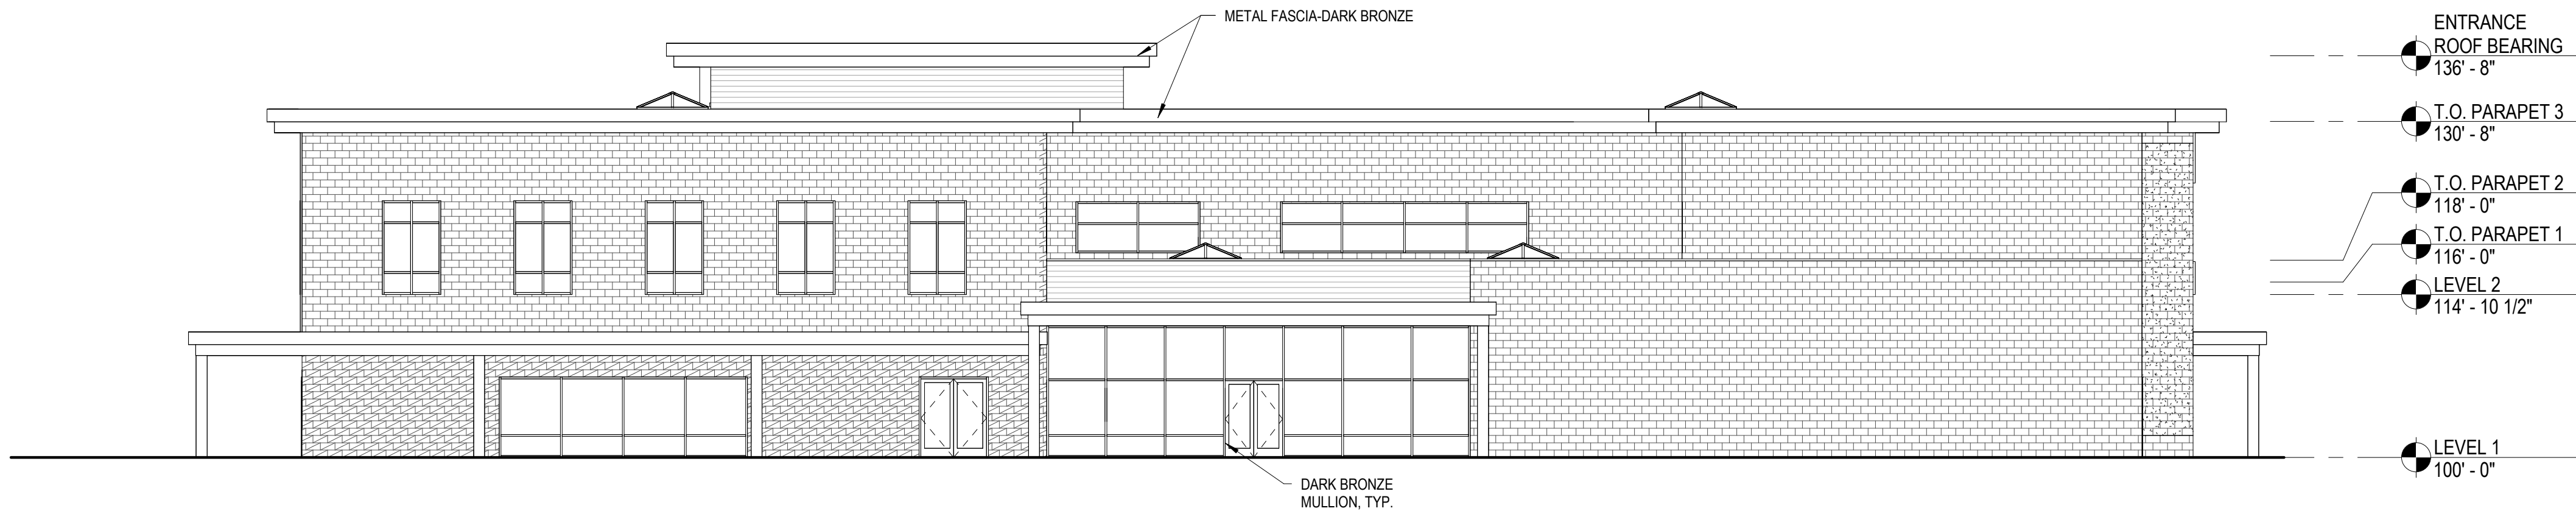 METAL FASCIA-DARK BRONZE
ENTRANCE
ROOF BEARING
136' - 8"
T.O. PARAPET 3
130' - 8"
T.O. PARAPET 2
118' - 0"
T.O. PARAPET 1
116' - 0"
LEVEL 2
114' - 10 1/2"
LEVEL 1
100' - 0"
DARK BRONZE
MULLION, TYP.